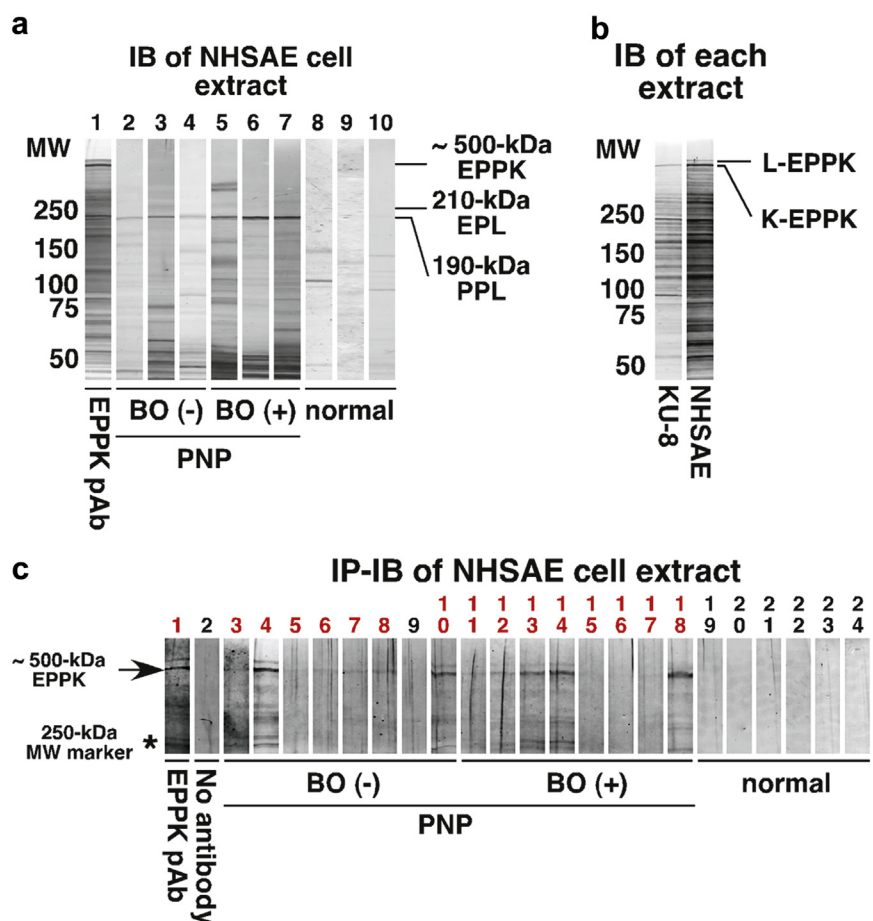 a
IB of NHSAE cell
extract
1 2 3 4 5 6 7 8 9 10
MW
250
150
100
75
50
~ 500-kDa
EPPK
210-kDa
EPL
190-kDa
PPL
EPPK pAb
BO (-) BO (+) normal
PNP
b
IB of each
extract
MW
250
150
100
75
50
L-EPPK
K-EPPK
KU-8
NHSAE
c
IP-IB of NHSAE cell extract
1 2 3 4 5 6 7 8 9 10 11 12 13 14 15 16 17 18 19 20 21 22 23 24
~ 500-kDa
EPPK
250-kDa
MW marker *
EPPK pAb
No antibody
BO (-) BO (+) normal
PNP